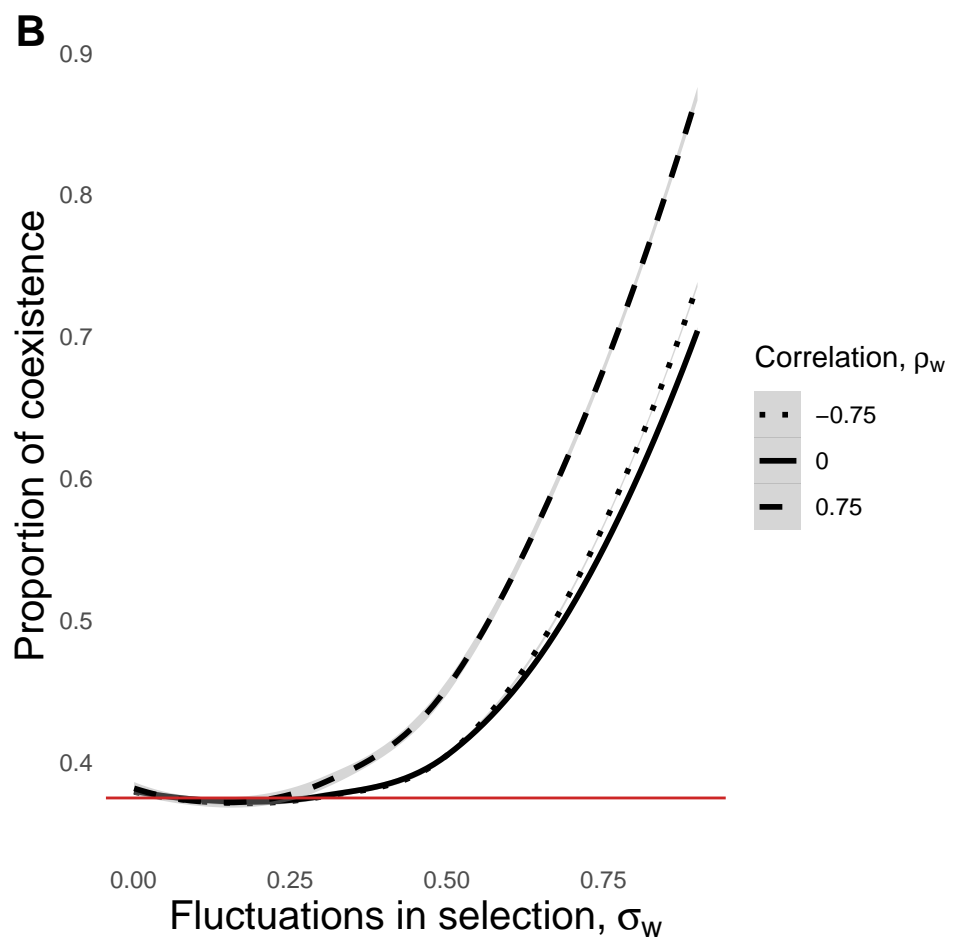 B
0.9
0.8
0.7
0.6
0.5
0.4
Proportion of coexistence
0.00 0.25 0.50 0.75
Fluctuations in selection, σw
Correlation, ρw
−0.75
0
0.75